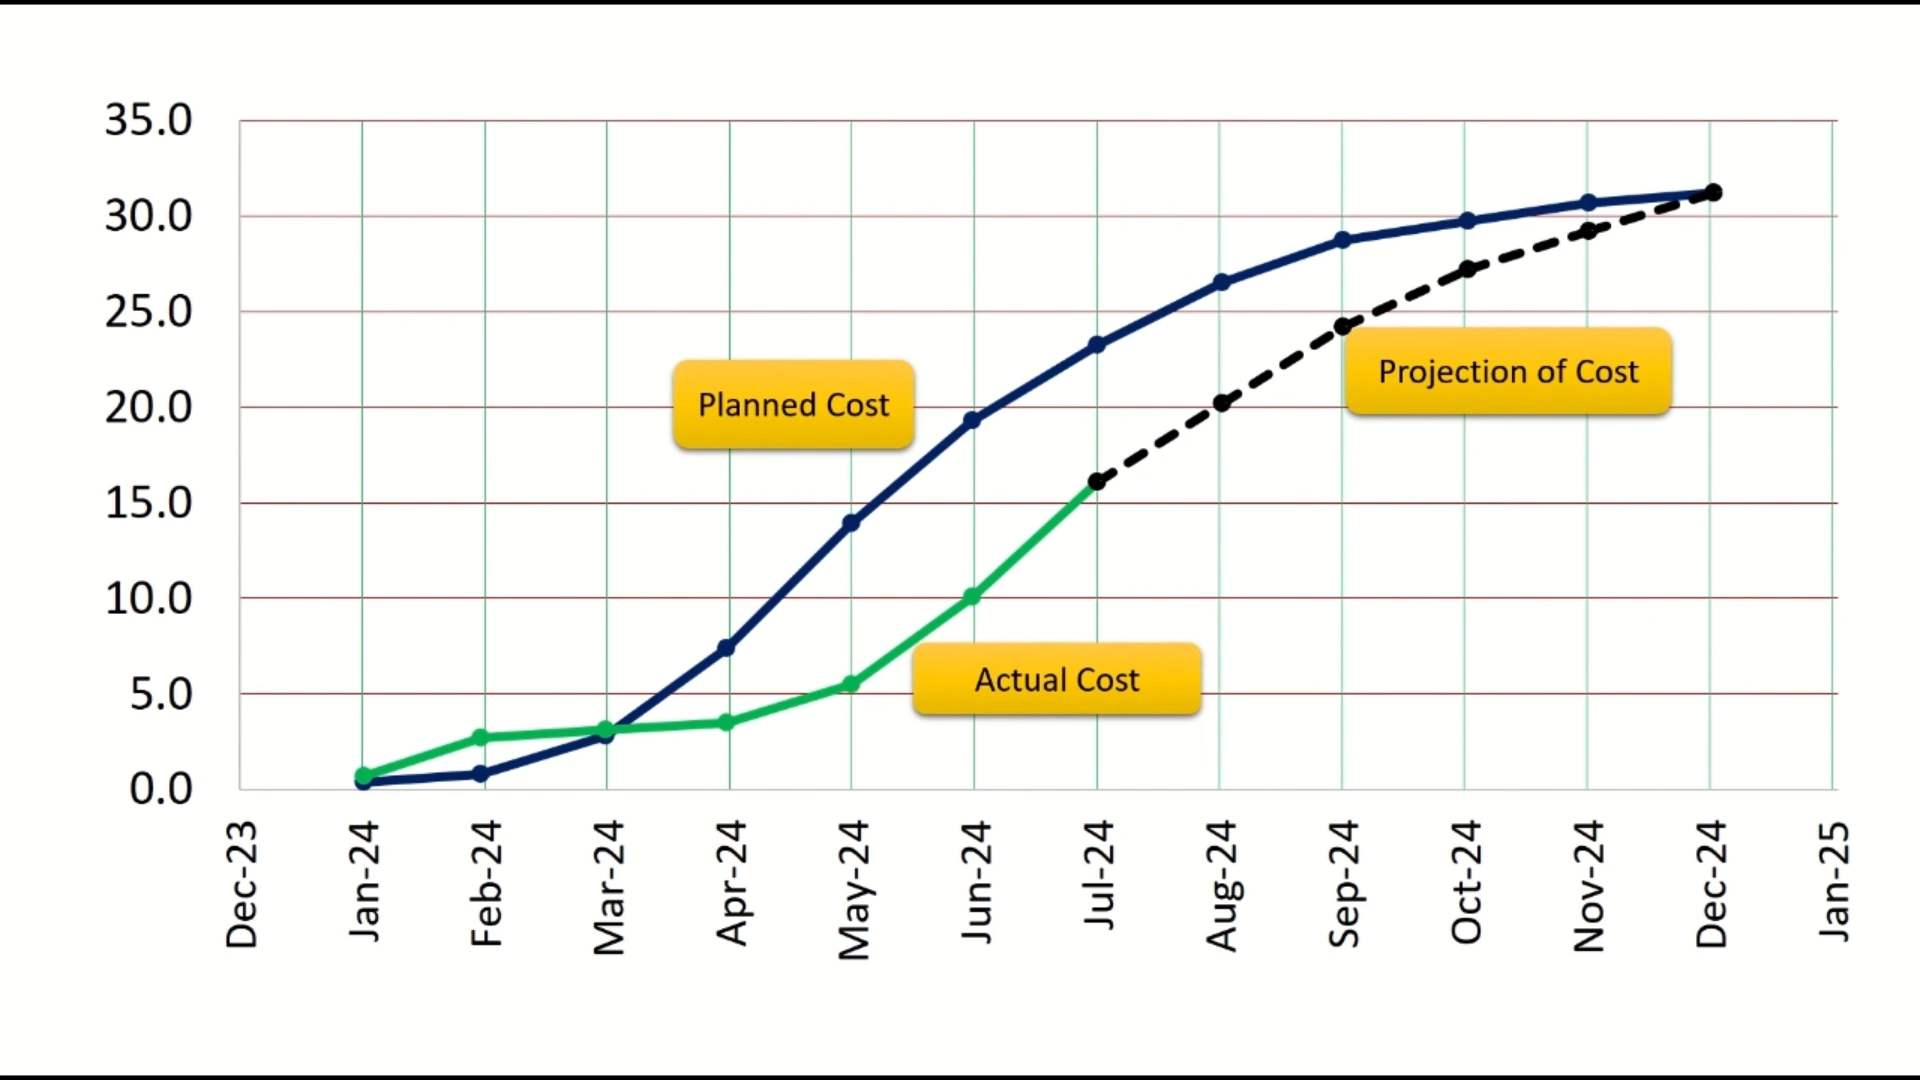 35.0
30.0
25.0
20.0
15.0
10.0
5.0
0.0
Planned Cost
Projection of Cost
Actual Cost
Dec-23
Jan-24
Feb-24
Mar-24
Apr-24
May-24
Jun-24
Jul-24
Aug-24
Sep-24
Oct-24
Nov-24
Dec-24
Jan-25